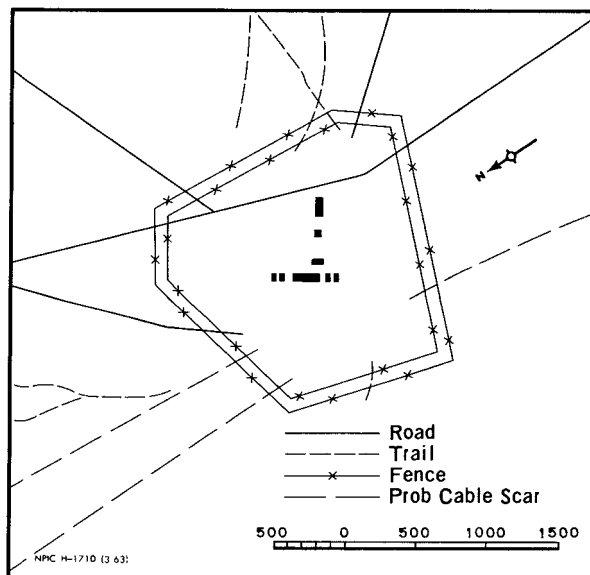 N
Road
Trail
Fence
Prob Cable Scar
500 0 500 1000 1500
NPIC H-1710 (3 63)